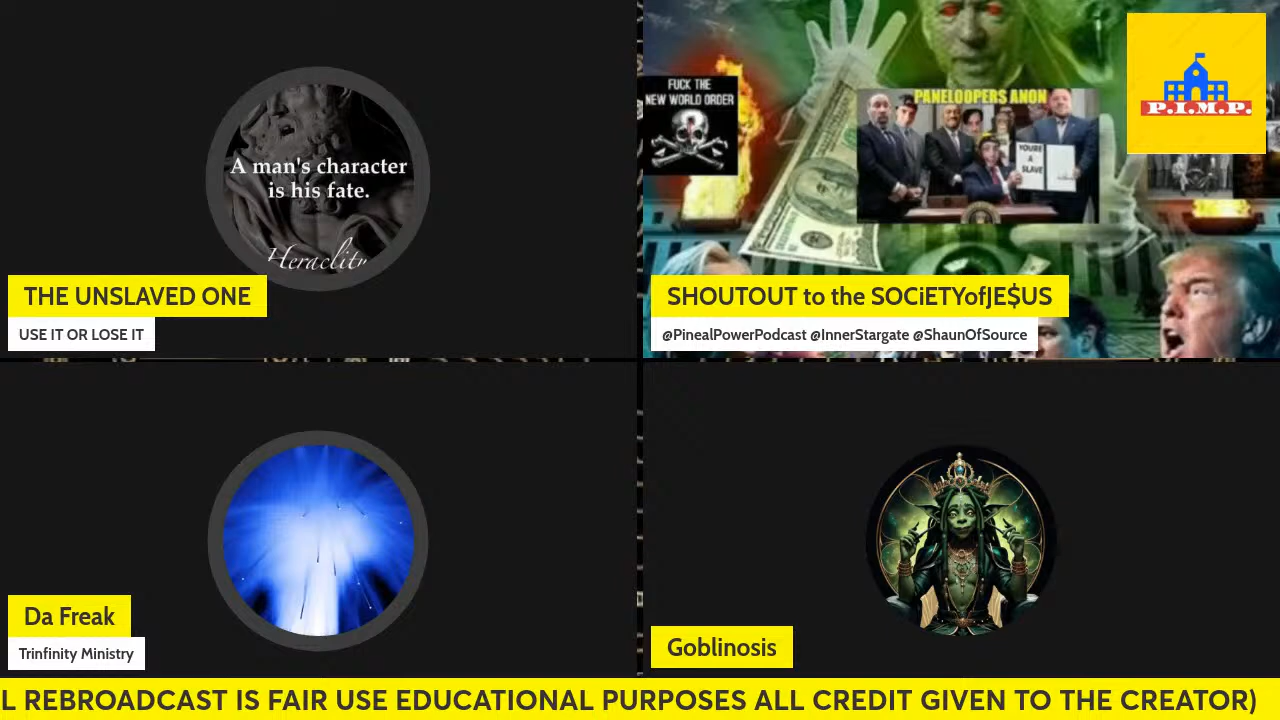 A man's character
is his fate.
Heraclitu
THE UNSLAVED ONE
USE IT OR LOSE IT
FUCK THE
NEW WORLD ORDER
PANELOOPERS ANON
YOU'RE
A
SLAVE
P.I.M.P.
SHOUTOUT to the SOCiETYofJE$US
@PinealPowerPodcast @InnerStargate @ShaunOfSource
Da Freak
Trinfinity Ministry
Goblinosis
L REBROADCAST IS FAIR USE EDUCATIONAL PURPOSES ALL CREDIT GIVEN TO THE CREATOR)